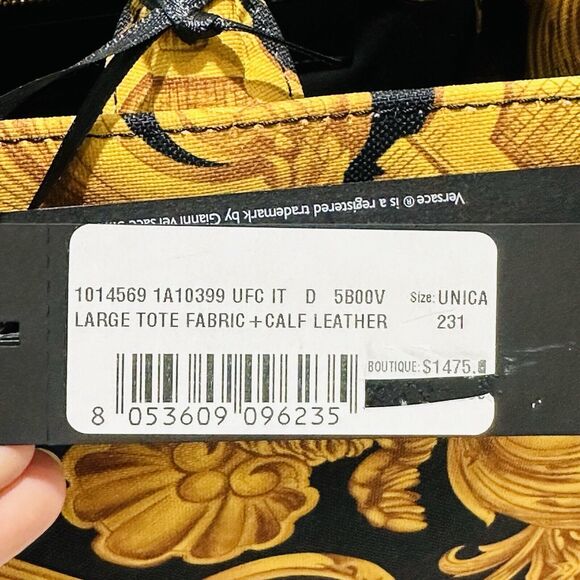 Versace ® is a registered trademark by Gianni Versace
1014569 1A10399 UFC IT D 5B00V Size: UNICA
LARGE TOTE FABRIC+CALF LEATHER 231
BOUTIQUE: $1475.
8 053609 096235